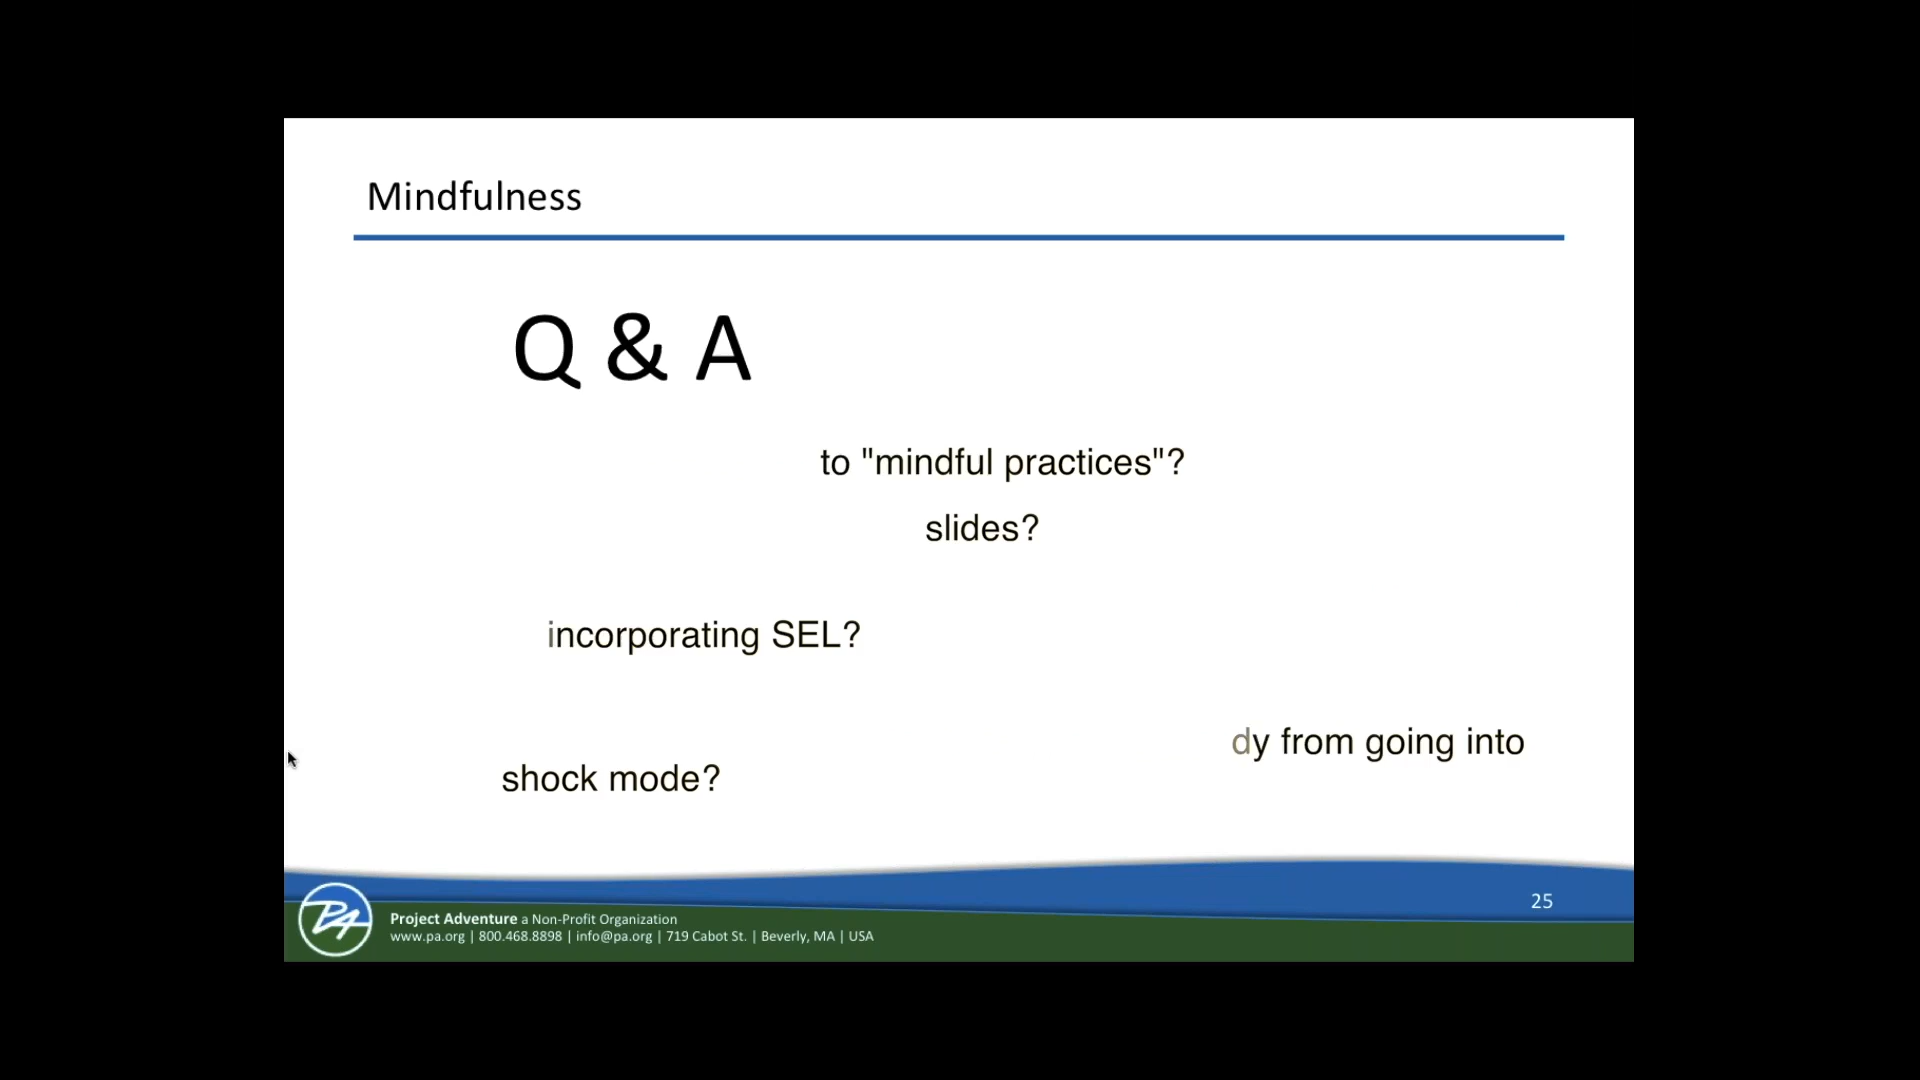 Mindfulness
Q & A
to "mindful practices"?
slides?
incorporating SEL?
dy from going into
shock mode?
25
PA
Project Adventure a Non-Profit Organization
www.pa.org | 800.468.8898 | info@pa.org | 719 Cabot St. | Beverly, MA | USA